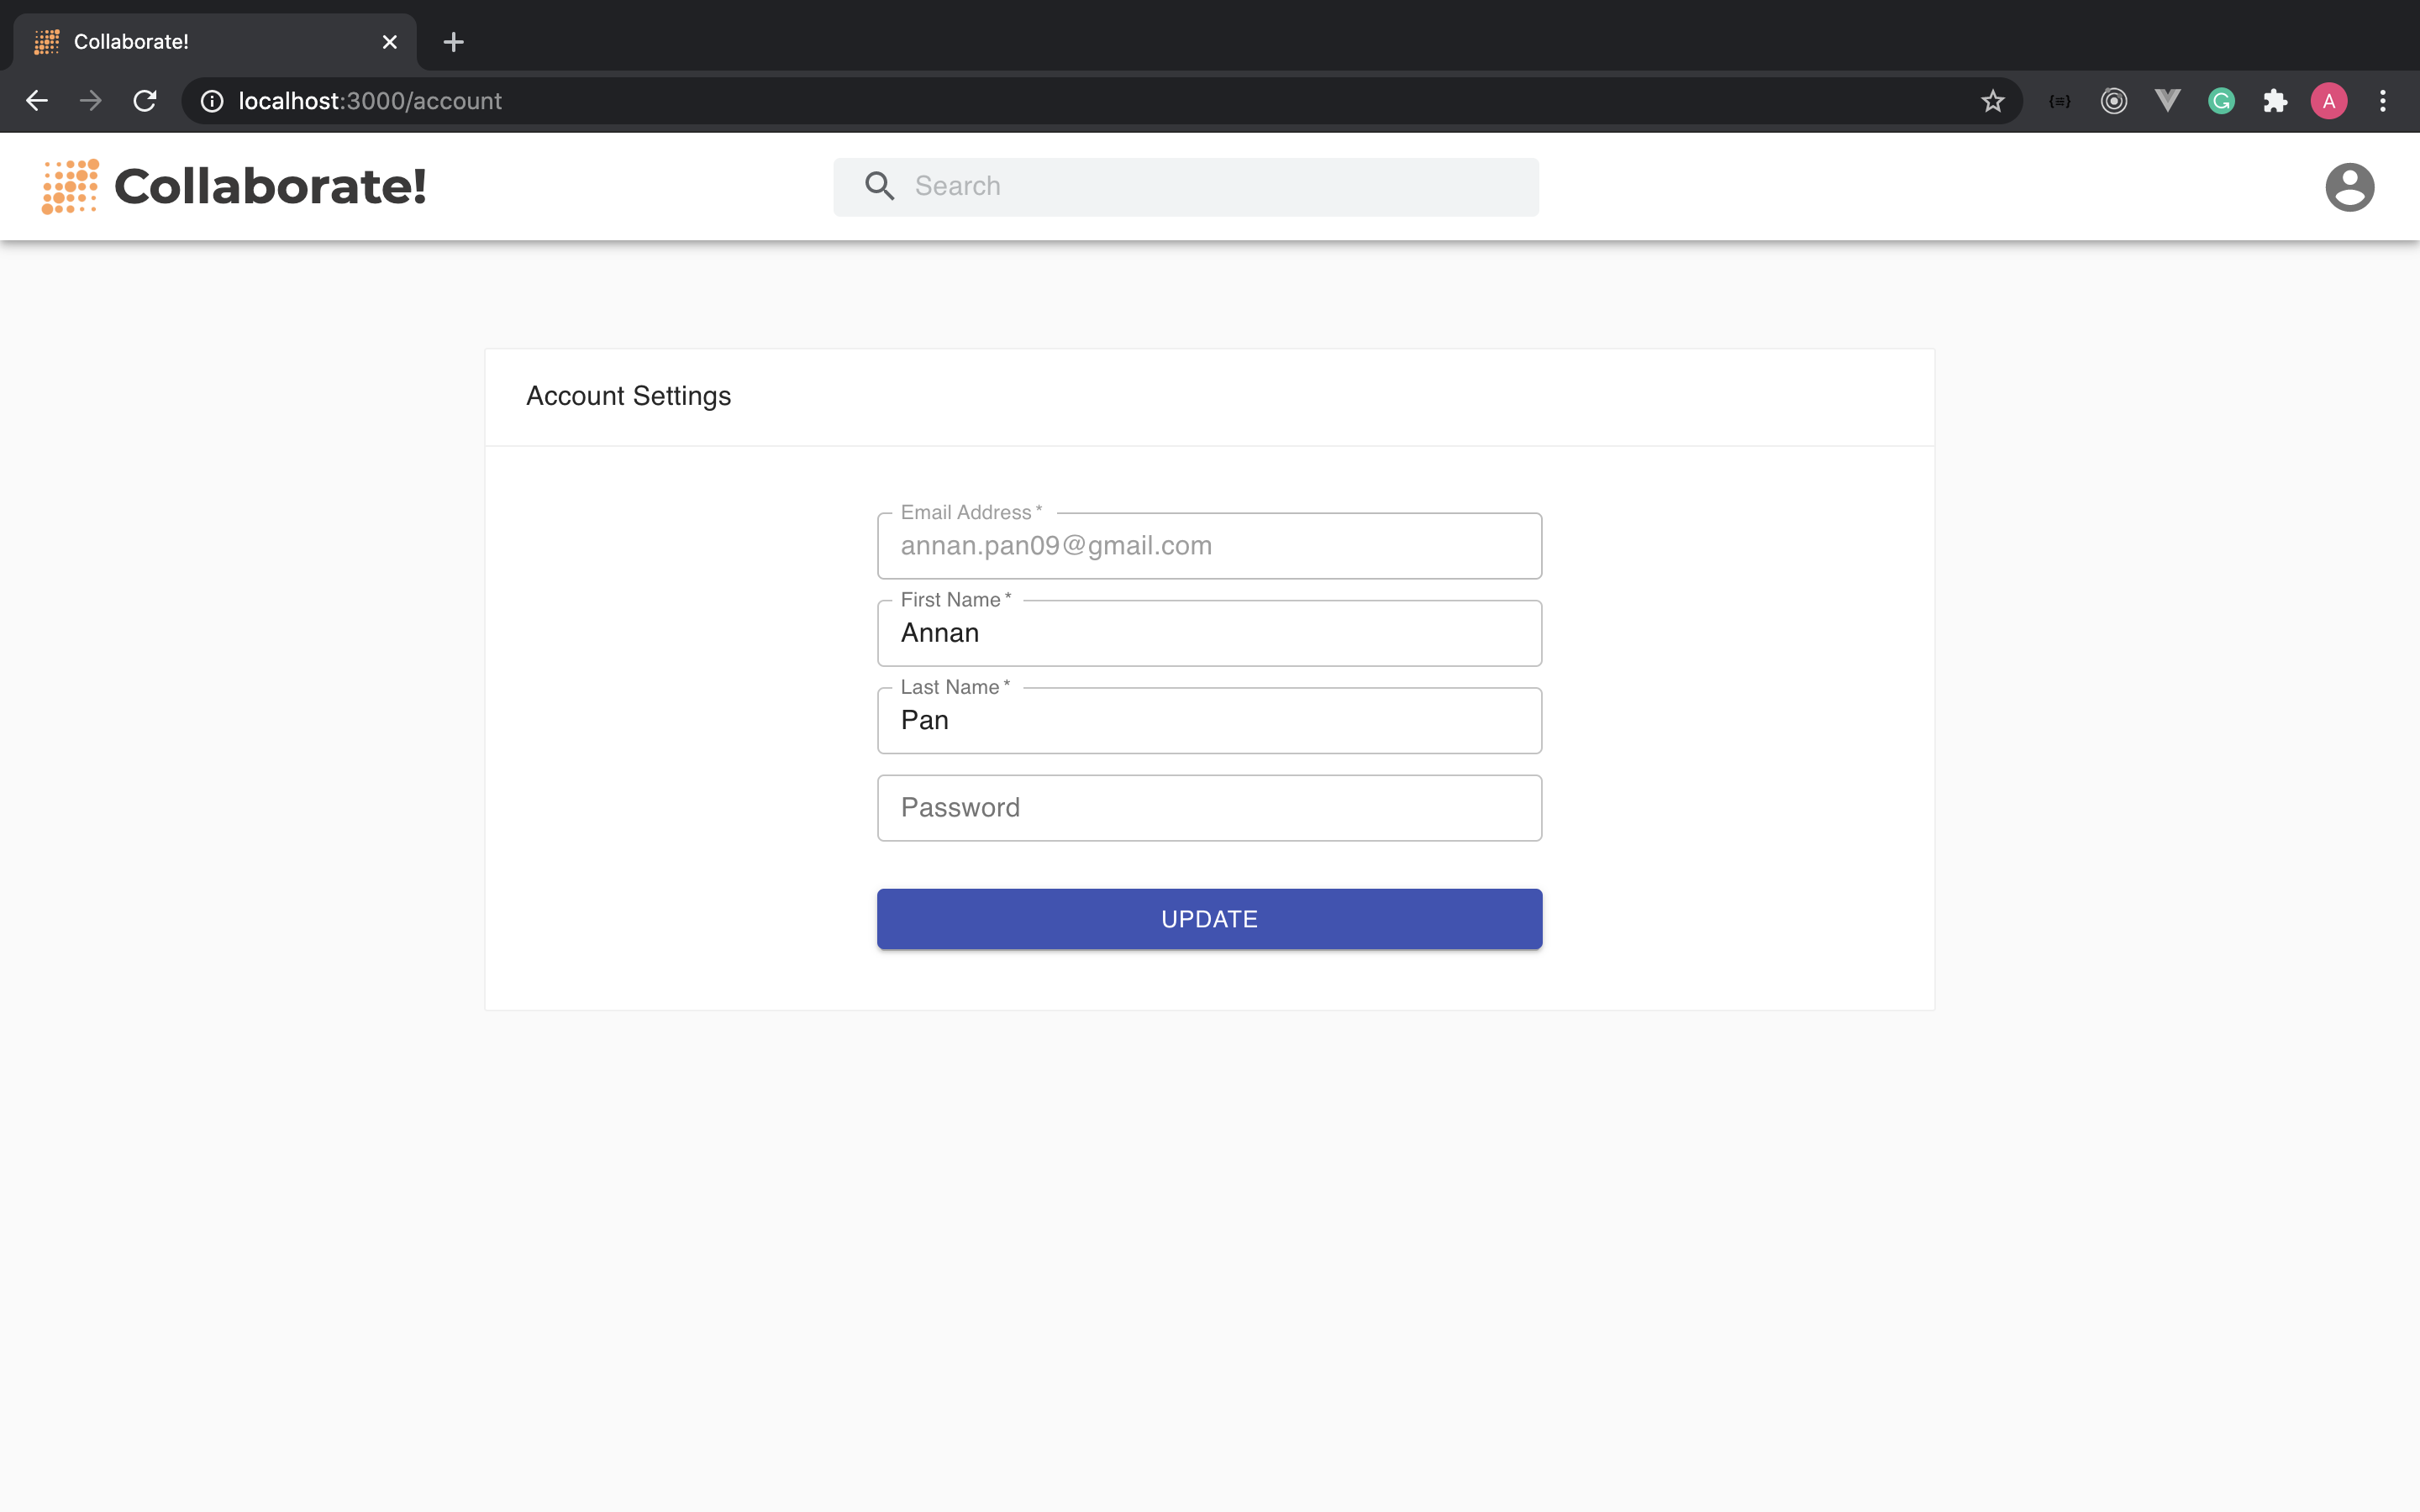 Collaborate!
localhost:3000/account
{≡}
G
A
Collaborate!
Search
Account Settings
Email Address *
annan.pan09@gmail.com
First Name *
Annan
Last Name *
Pan
Password
UPDATE